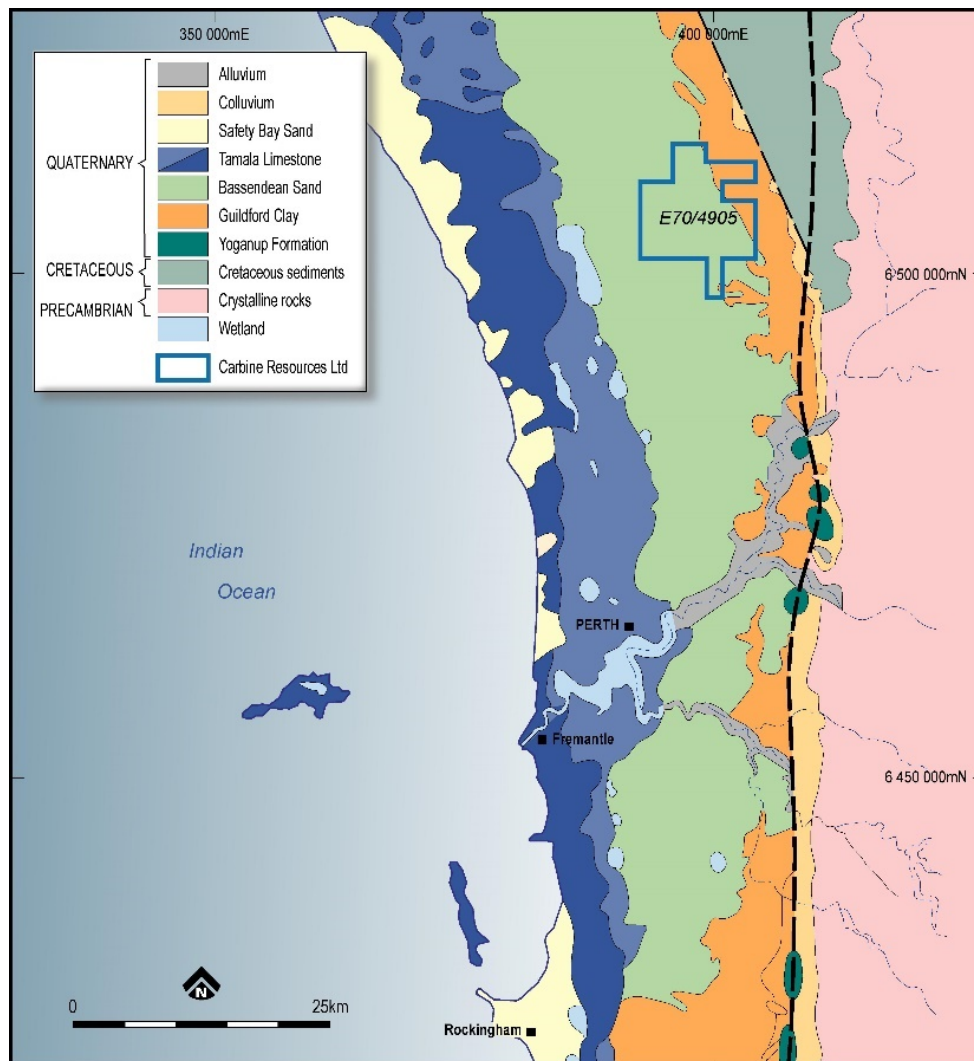 350 000mE
400 000mE
QUATERNARY
CRETACEOUS
PRECAMBRIAN
Alluvium
Colluvium
Safety Bay Sand
Tamala Limestone
Bassendean Sand
Guildford Clay
Yoganup Formation
Cretaceous sediments
Crystalline rocks
Wetland
Carbine Resources Ltd
E70/4905
6 500 000mN
Indian
Ocean
PERTH
Fremantle
6 450 000mN
N
0
25km
Rockingham